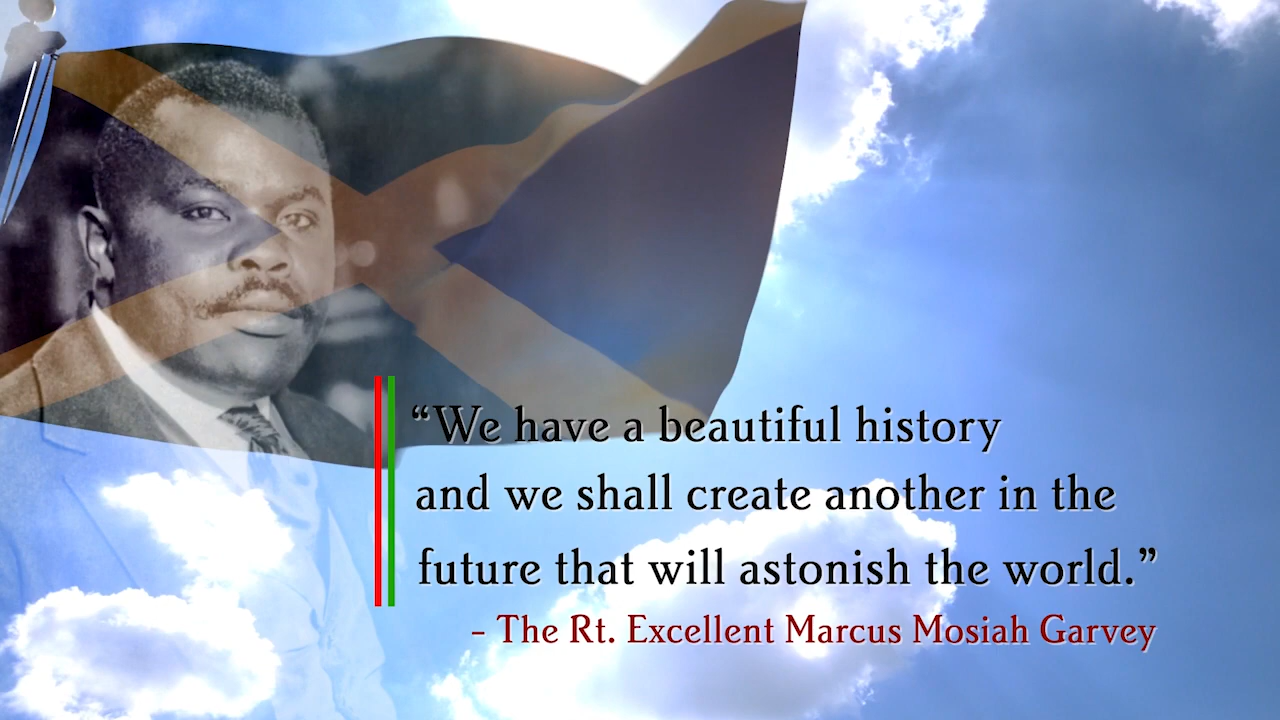 “We have a beautiful history
and we shall create another in the
future that will astonish the world.”
– The Rt. Excellent Marcus Mosiah Garvey